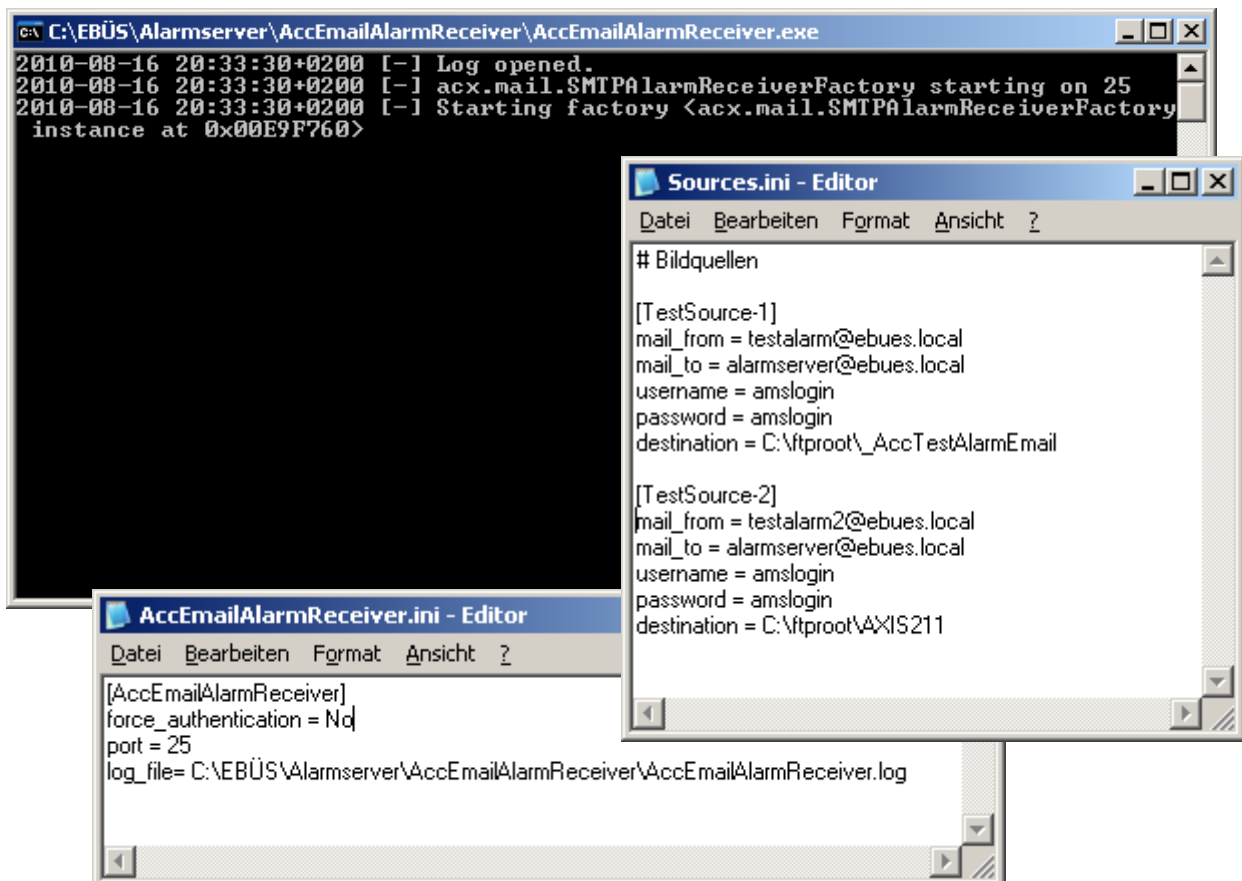 C:\EBÜS\Alarmserver\AccEmailAlarmReceiver\AccEmailAlarmReceiver.exe
2010-08-16 20:33:30+0200 [-] Log opened.
2010-08-16 20:33:30+0200 [-] acx.mail.SMTPAlarmReceiverFactory starting on 25
2010-08-16 20:33:30+0200 [-] Starting factory <acx.mail.SMTPAlarmReceiverFactory
instance at 0x00E9F760>
Sources.ini - Editor
Datei Bearbeiten Format Ansicht ?
# Bildquellen
[TestSource-1]
mail_from = testalarm@ebues.local
mail_to = alarmserver@ebues.local
username = amslogin
password = amslogin
destination = C:\ftproot\_AccTestAlarmEmail
[TestSource-2]
mail_from = testalarm2@ebues.local
mail_to = alarmserver@ebues.local
username = amslogin
password = amslogin
destination = C:\ftproot\AXIS211
AccEmailAlarmReceiver.ini - Editor
Datei Bearbeiten Format Ansicht ?
[AccEmailAlarmReceiver]
force_authentication = No
port = 25
log_file= C:\EBÜS\Alarmserver\AccEmailAlarmReceiver\AccEmailAlarmReceiver.log